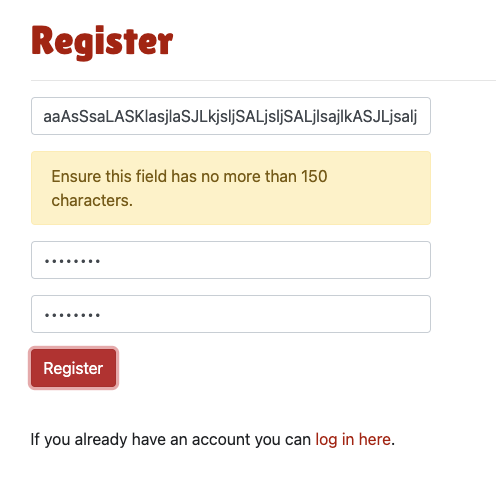 Register
aaAsSsaLASKlasjlaSJLkjsljSALjsljSALjlsajlkASJLjsalj
Ensure this field has no more than 150
characters.
••••••••
••••••••
Register
If you already have an account you can log in here.